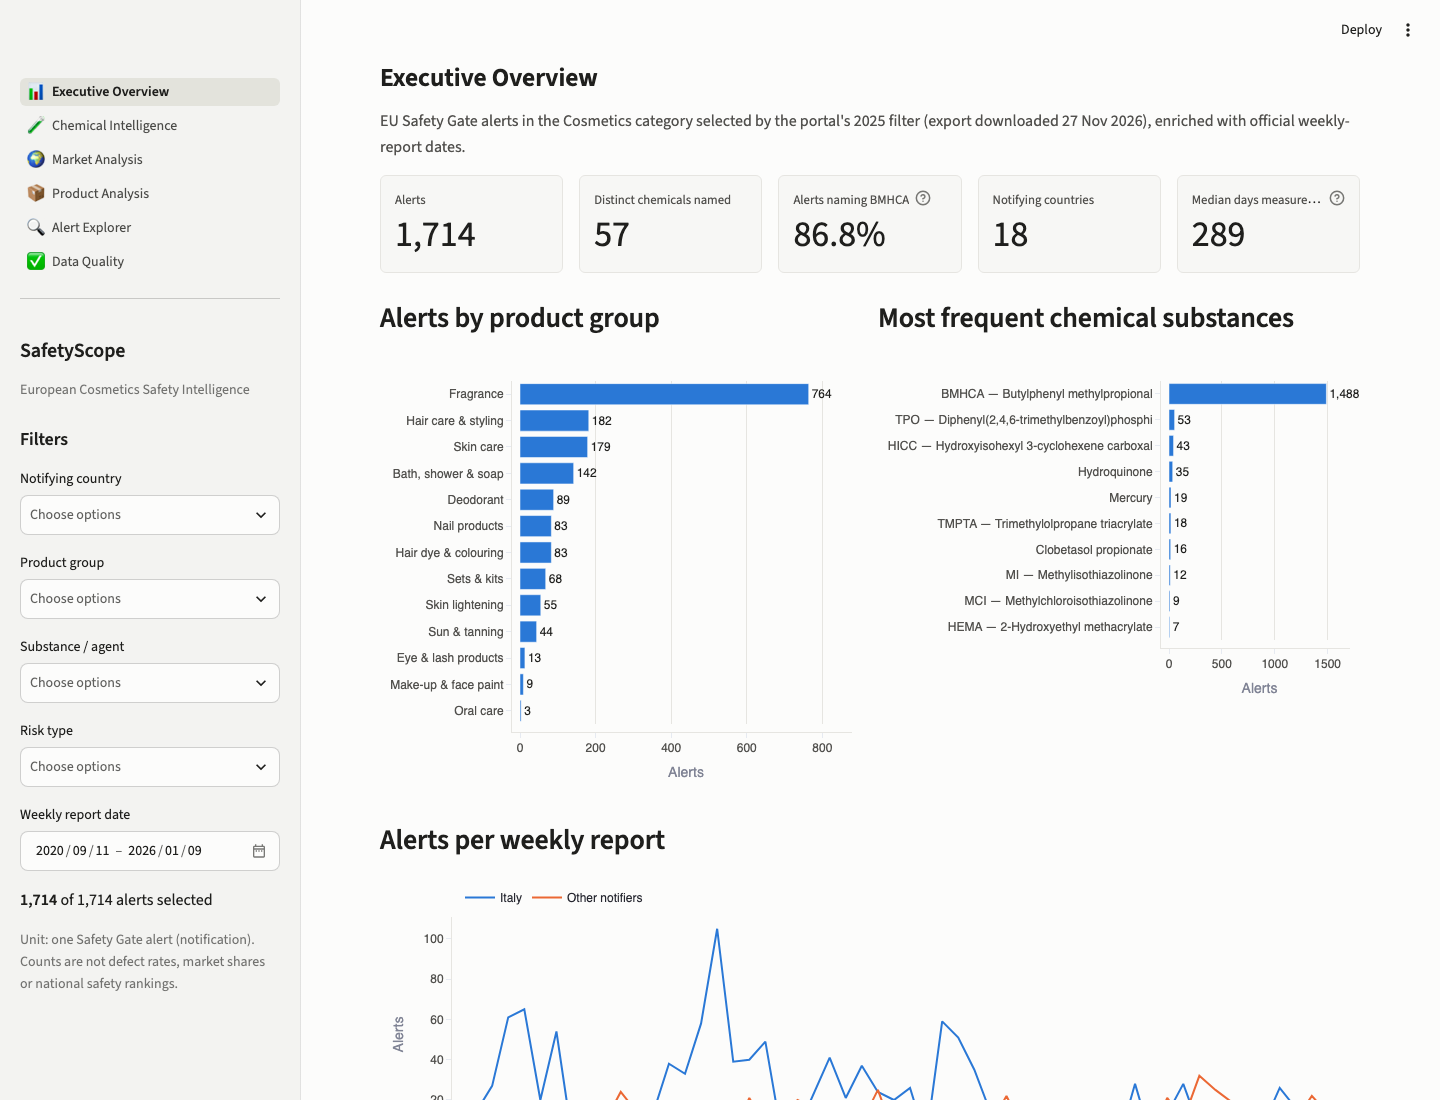 Deploy
Executive Overview
Chemical Intelligence
Market Analysis
Product Analysis
Alert Explorer
Data Quality
SafetyScope
European Cosmetics Safety Intelligence
Filters
Notifying country
Choose options
Product group
Choose options
Substance / agent
Choose options
Risk type
Choose options
Weekly report date
2020 / 09 / 11 – 2026 / 01 / 09
1,714 of 1,714 alerts selected
Unit: one Safety Gate alert (notification).
Counts are not defect rates, market shares
or national safety rankings.
Executive Overview
EU Safety Gate alerts in the Cosmetics category selected by the portal's 2025 filter (export downloaded 27 Nov 2026), enriched with official weekly-
report dates.
Alerts
1,714
Distinct chemicals named
57
Alerts naming BMHCA
86.8%
Notifying countries
18
Median days measure...
289
Alerts by product group
Fragrance 764
Hair care & styling 182
Skin care 179
Bath, shower & soap 142
Deodorant 89
Nail products 83
Hair dye & colouring 83
Sets & kits 68
Skin lightening 55
Sun & tanning 44
Eye & lash products 13
Make-up & face paint 9
Oral care 3
0 200 400 600 800
Alerts
Most frequent chemical substances
BMHCA — Butylphenyl methylpropional 1,488
TPO — Diphenyl(2,4,6-trimethylbenzoyl)phosphi 53
HICC — Hydroxyisohexyl 3-cyclohexene carboxal 43
Hydroquinone 35
Mercury 19
TMPTA — Trimethylolpropane triacrylate 18
Clobetasol propionate 16
MI — Methylisothiazolinone 12
MCI — Methylchloroisothiazolinone 9
HEMA — 2-Hydroxyethyl methacrylate 7
0 500 1000 1500
Alerts
Alerts per weekly report
Italy Other notifiers
100
80
60
40
20
Alerts